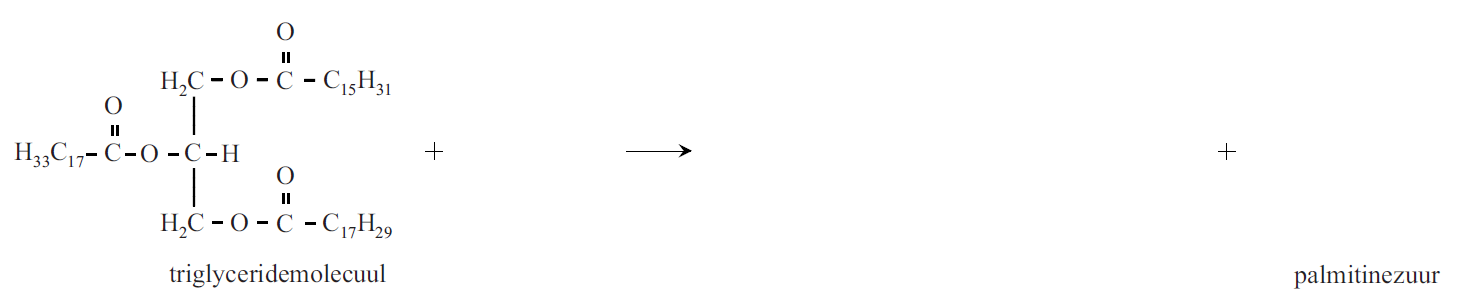 O
H₂C – O – C – C₁₅H₃₁
O
H₃₃C₁₇– C – O – C – H + ⟶ +
O
H₂C – O – C – C₁₇H₂₉
triglyceridemolecuul palmitinezuur